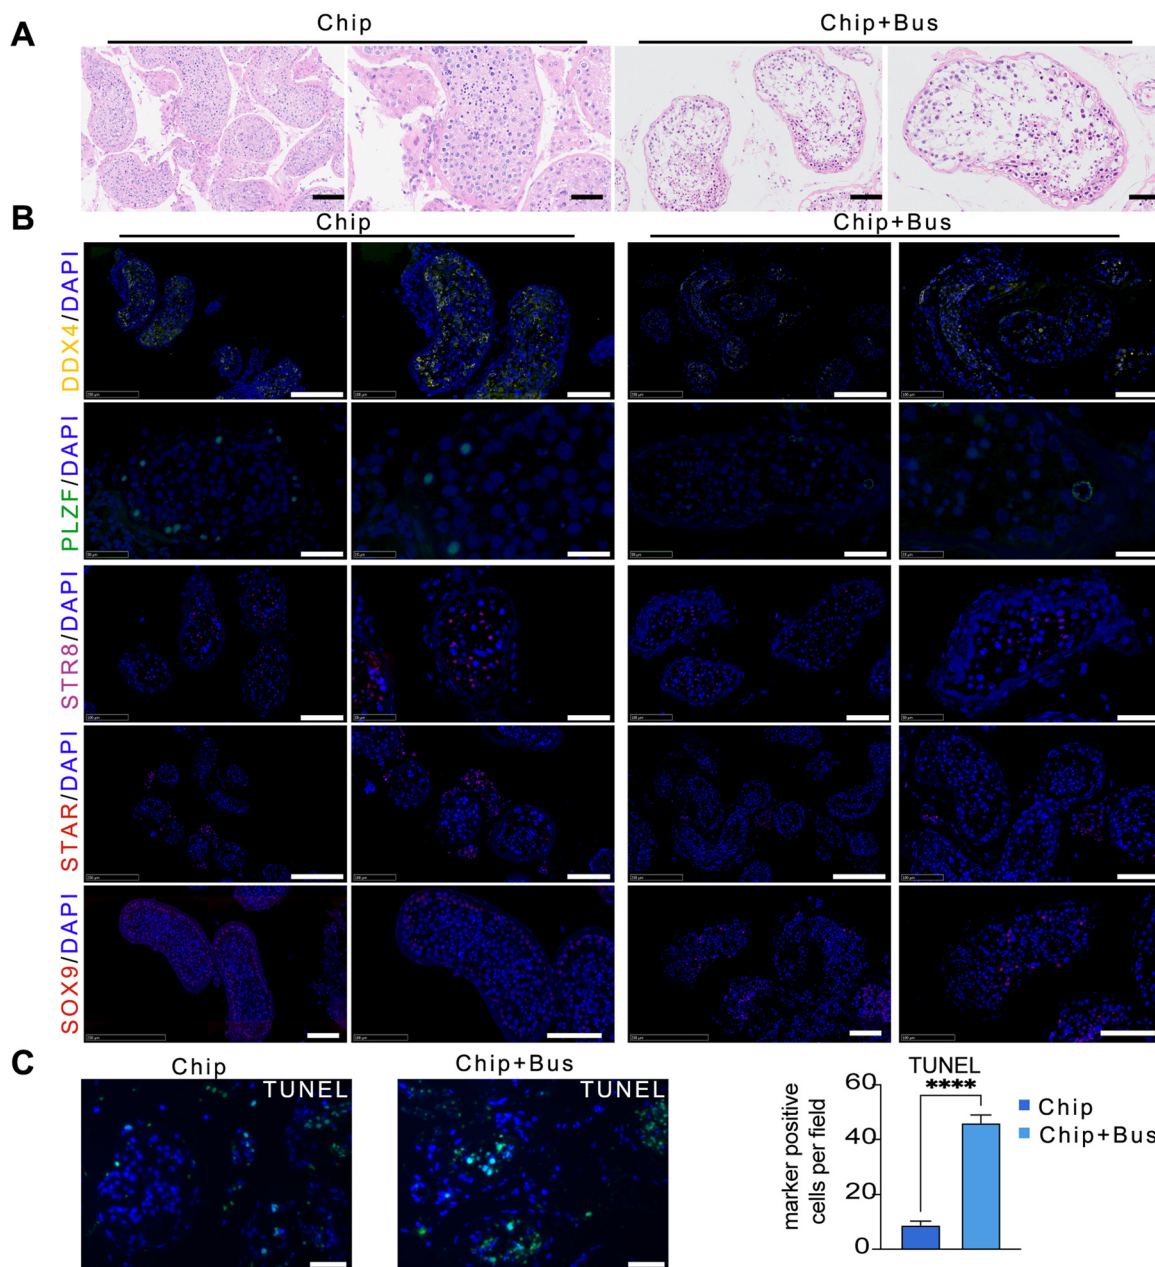 A
Chip
Chip+Bus
B
Chip
Chip+Bus
DDX4/DAPI
PLZF/DAPI
STR8/DAPI
STAR/DAPI
SOX9/DAPI
C
Chip
TUNEL
Chip+Bus
TUNEL
TUNEL
****
marker positive
cells per field
60
40
20
0
Chip
Chip+Bus